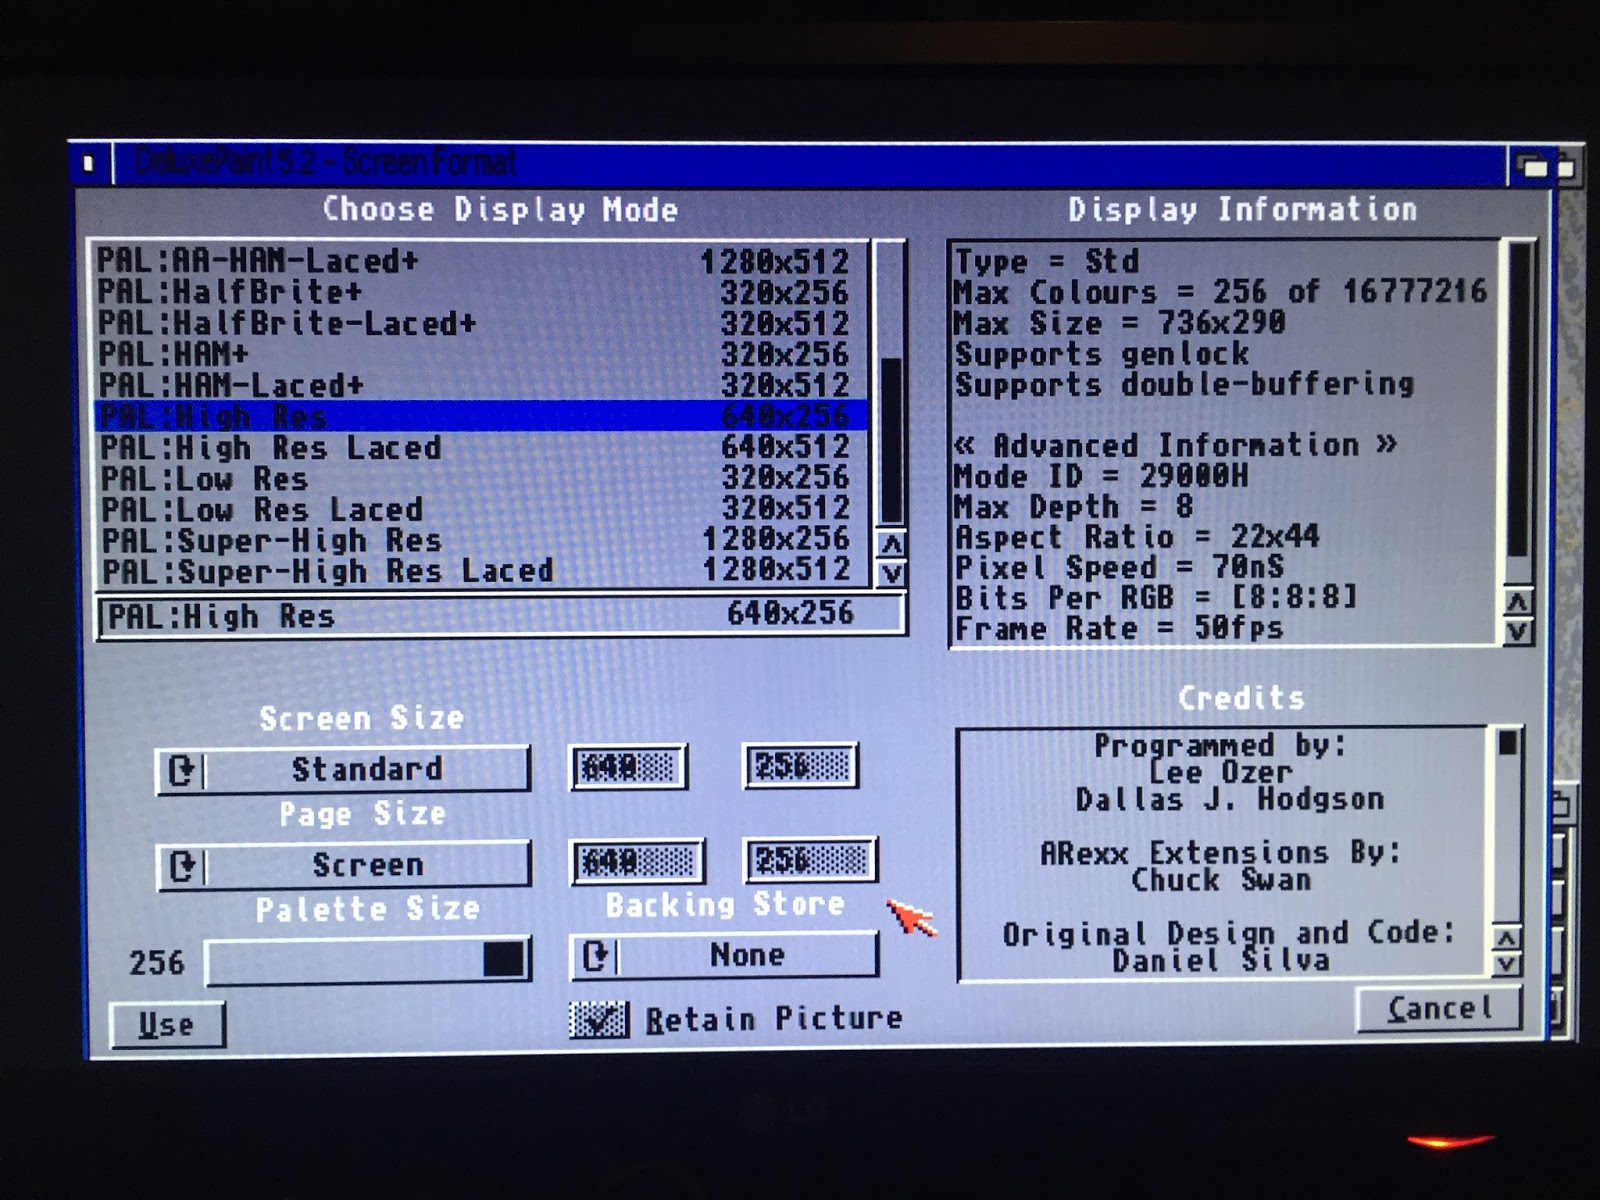 DeluxePaint 5.2 - Screen Format
Choose Display Mode
PAL:AA-HAM-Laced+ 1280x512
PAL:HalfBrite+ 320x256
PAL:HalfBrite-Laced+ 320x512
PAL:HAM+ 320x256
PAL:HAM-Laced+ 320x512
PAL:High Res 640x256
PAL:High Res Laced 640x512
PAL:Low Res 320x256
PAL:Low Res Laced 320x512
PAL:Super-High Res 1280x256
PAL:Super-High Res Laced 1280x512
PAL:High Res 640x256
Display Information
Type = Std
Max Colours = 256 of 16777216
Max Size = 736x290
Supports genlock
Supports double-buffering
« Advanced Information »
Mode ID = 29000H
Max Depth = 8
Aspect Ratio = 22x44
Pixel Speed = 70nS
Bits Per RGB = [8:8:8]
Frame Rate = 50fps
Screen Size
Standard 640 256
Page Size
Screen 640 256
Palette Size
256
Backing Store
None
Retain Picture
Use
Credits
Programmed by:
Lee Ozer
Dallas J. Hodgson
ARexx Extensions By:
Chuck Swan
Original Design and Code:
Daniel Silva
Cancel